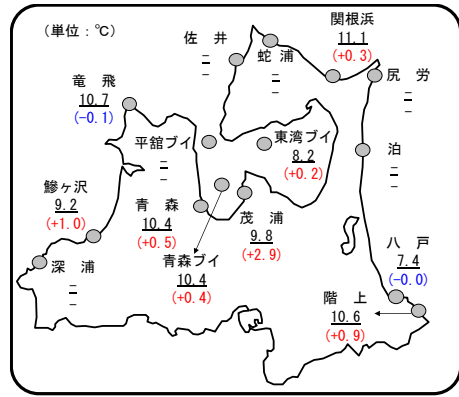 (単位：℃)
佐 井
－
－
蛇 浦
－
－
関根浜
11.1
(+0.3)
尻 労
－
－
竜 飛
10.7
(−0.1)
平舘ブイ
－
－
東湾ブイ
8.2
(+0.2)
泊
－
－
鰺ヶ沢
9.2
(+1.0)
青 森
10.4
(+0.5)
茂 浦
9.8
(+2.9)
青森ブイ
10.4
(+0.4)
深 浦
－
－
八 戸
7.4
(−0.0)
階 上
10.6
(+0.9)